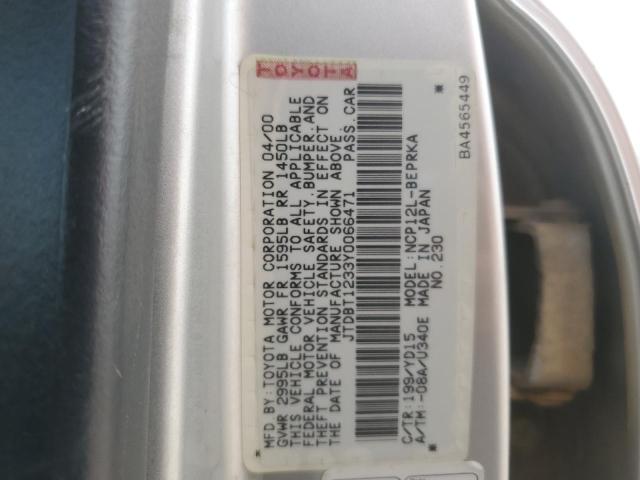 TOYOTA
MFD BY: TOYOTA MOTOR CORPORATION 04/00
GVWR 2995LB GAWR FR 1595LB RR 1450LB
THIS VEHICLE CONFORMS TO ALL APPLICABLE
FEDERAL MOTOR VEHICLE SAFETY, BUMPER, AND
THEFT PREVENTION STANDARDS IN EFFECT ON
THE DATE OF MANUFACTURE SHOWN ABOVE.
JTDBT1233Y0066471 PASS. CAR
C/TR: 199/YD15 MODEL: NCP12L-BEPRKA
A/TM: -08A/U340E MADE IN JAPAN
NO. 230
BA4565449